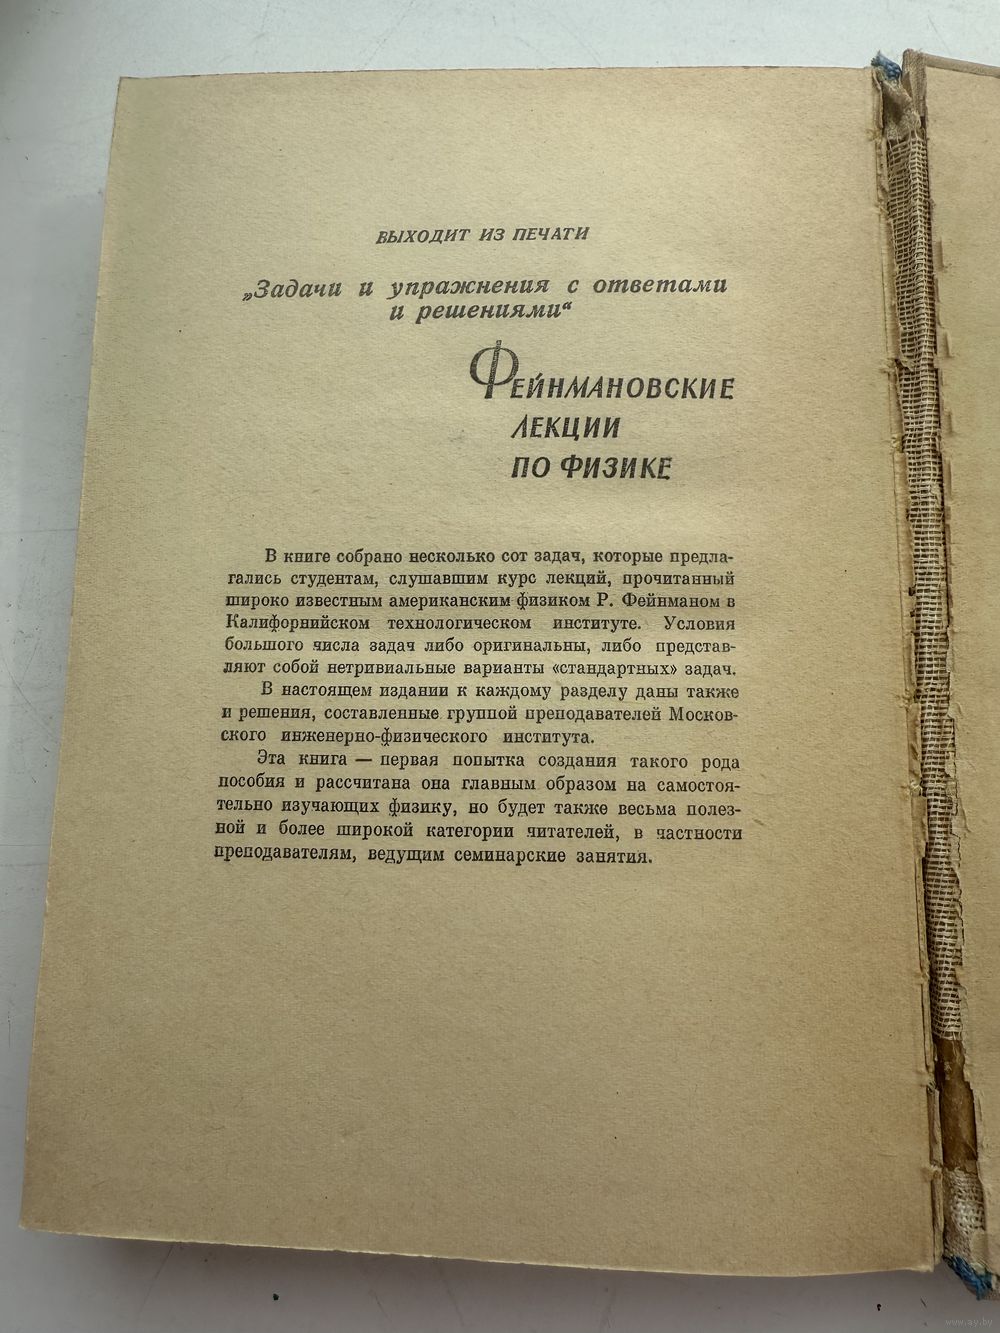 ВЫХОДИТ ИЗ ПЕЧАТИ
„Задачи и упражнения с ответами
и решениями“
ФЕЙНМАНОВСКИЕ
ЛЕКЦИИ
ПО ФИЗИКЕ
В книге собрано несколько сот задач, которые предла-
гались студентам, слушавшим курс лекций, прочитанный
широко известным американским физиком Р. Фейнманом в
Калифорнийском технологическом институте. Условия
большого числа задач либо оригинальны, либо представ-
ляют собой нетривиальные варианты «стандартных» задач.
В настоящем издании к каждому разделу даны также
и решения, составленные группой преподавателей Москов-
ского инженерно-физического института.
Эта книга — первая попытка создания такого рода
пособия и рассчитана она главным образом на самостоя-
тельно изучающих физику, но будет также весьма полез-
ной и более широкой категории читателей, в частности
преподавателям, ведущим семинарские занятия.
www.ay.by